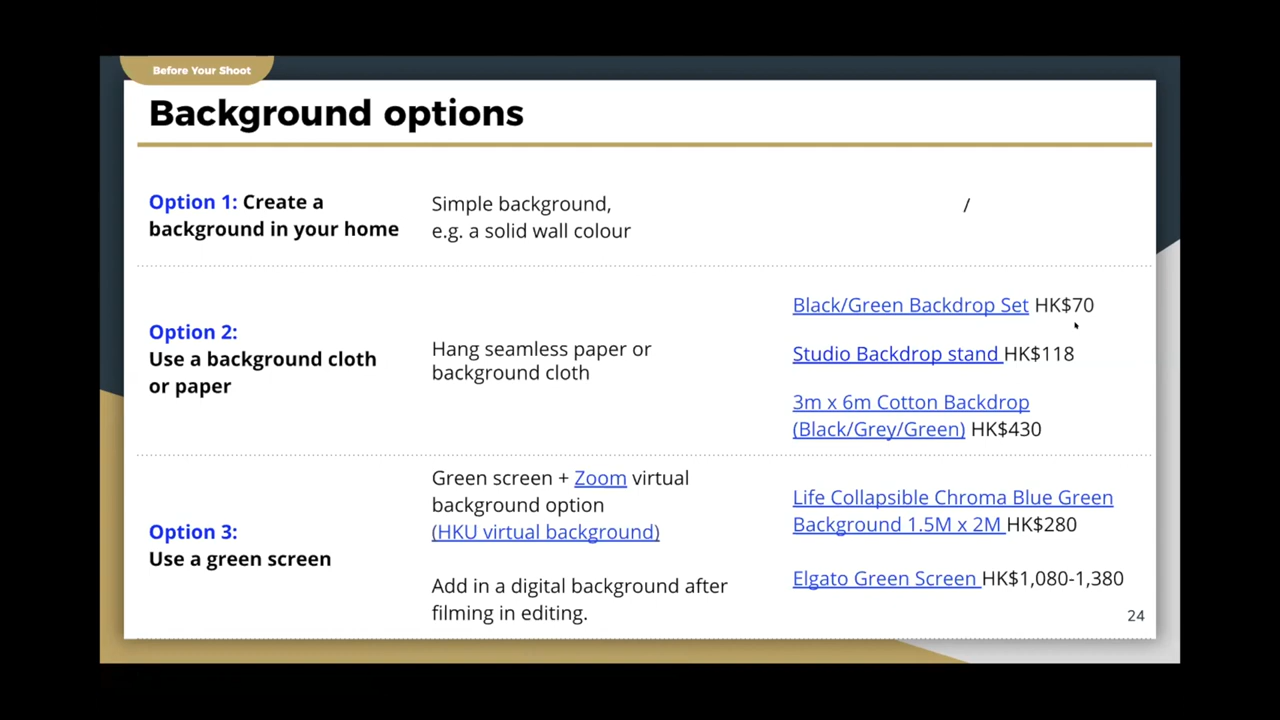 Before Your Shoot
Background options
Option 1: Create a
background in your home
Simple background,
e.g. a solid wall colour
/
Option 2:
Use a background cloth
or paper
Hang seamless paper or
background cloth
Black/Green Backdrop Set HK$70
Studio Backdrop stand HK$118
3m x 6m Cotton Backdrop
(Black/Grey/Green) HK$430
Option 3:
Use a green screen
Green screen + Zoom virtual
background option
(HKU virtual background)
Add in a digital background after
filming in editing.
Life Collapsible Chroma Blue Green
Background 1.5M x 2M HK$280
Elgato Green Screen HK$1,080-1,380
24